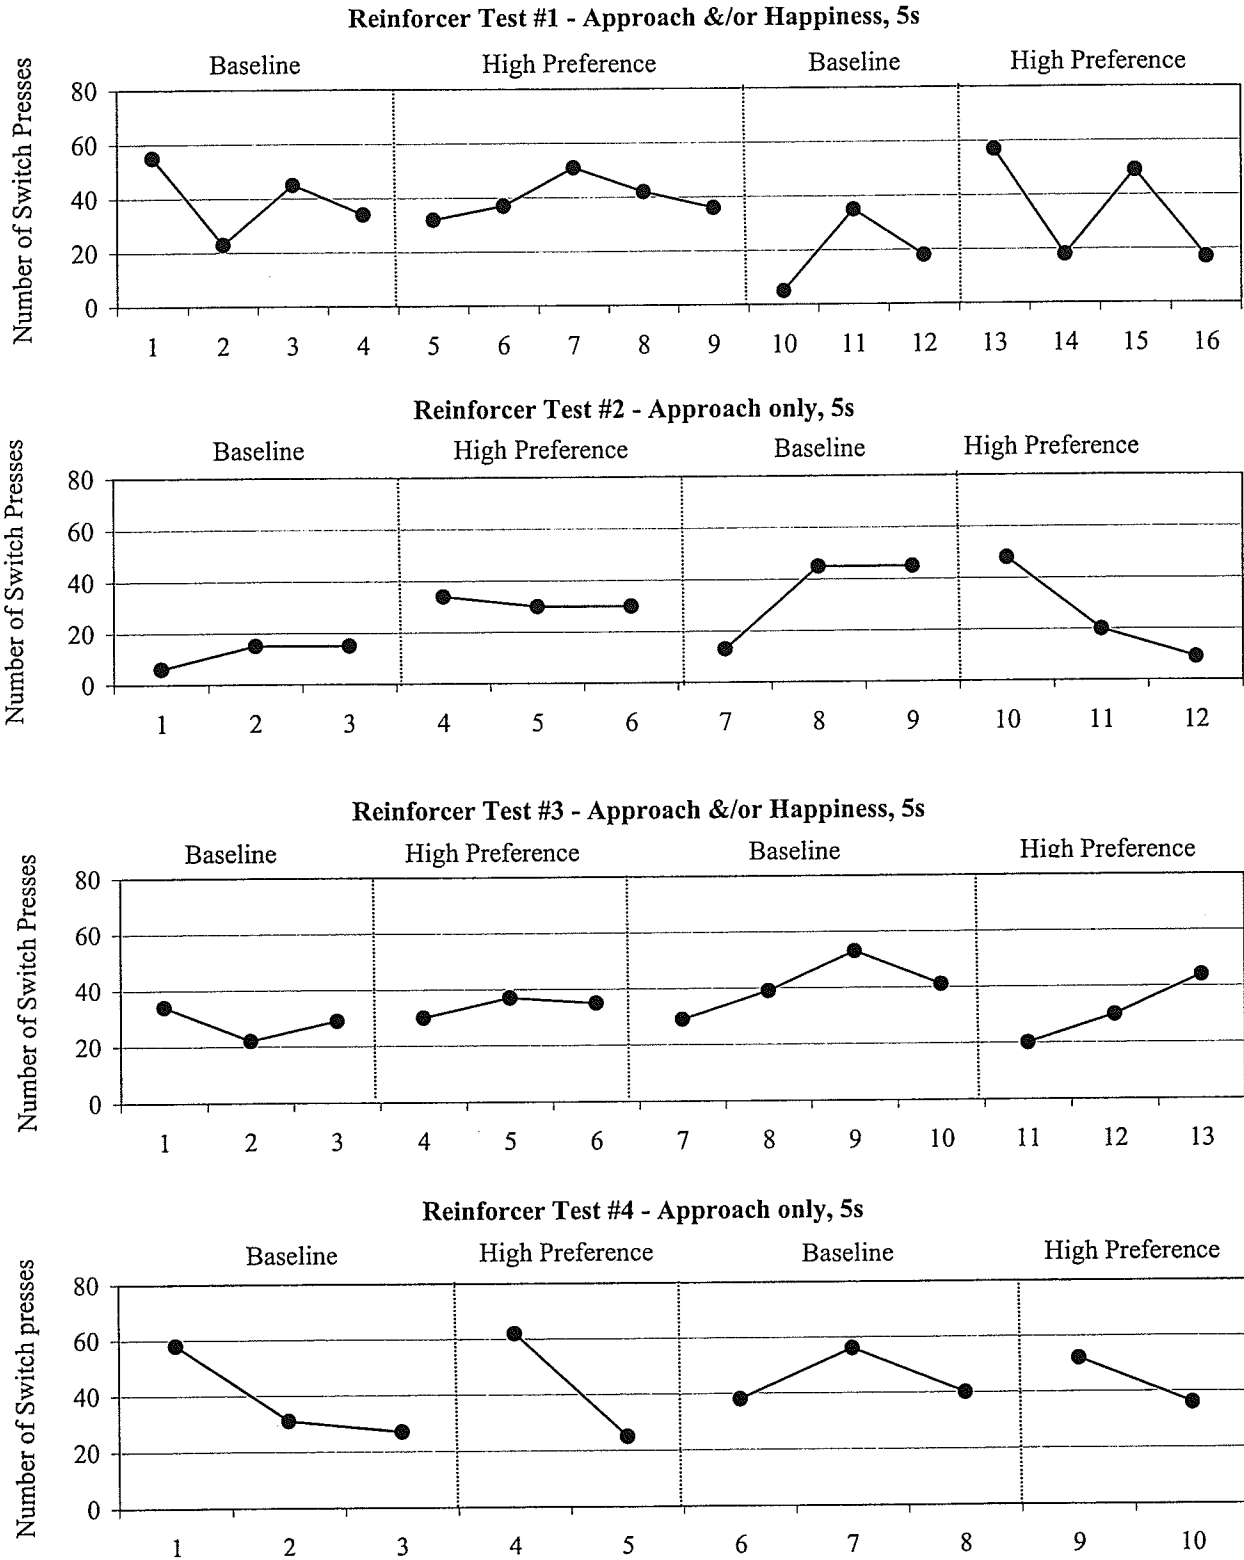 Reinforcer Test #1 - Approach &/or Happiness, 5s
Baseline High Preference Baseline High Preference
Number of Switch Presses
80
60
40
20
0
1 2 3 4 5 6 7 8 9 10 11 12 13 14 15 16
Reinforcer Test #2 - Approach only, 5s
Baseline High Preference Baseline High Preference
Number of Switch Presses
80
60
40
20
0
1 2 3 4 5 6 7 8 9 10 11 12
Reinforcer Test #3 - Approach &/or Happiness, 5s
Baseline High Preference Baseline High Preference
Number of Switch Presses
80
60
40
20
0
1 2 3 4 5 6 7 8 9 10 11 12 13
Reinforcer Test #4 - Approach only, 5s
Baseline High Preference Baseline High Preference
Number of Switch presses
80
60
40
20
0
1 2 3 4 5 6 7 8 9 10